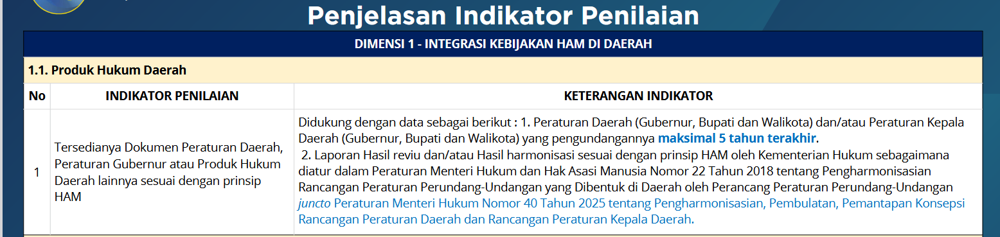 Penjelasan Indikator Penilaian
DIMENSI 1 - INTEGRASI KEBIJAKAN HAM DI DAERAH
1.1. Produk Hukum Daerah
No INDIKATOR PENILAIAN KETERANGAN INDIKATOR
1
Tersedianya Dokumen Peraturan Daerah,
Peraturan Gubernur atau Produk Hukum
Daerah lainnya sesuai dengan prinsip
HAM
Didukung dengan data sebagai berikut : 1. Peraturan Daerah (Gubernur, Bupati dan Walikota) dan/atau Peraturan Kepala
Daerah (Gubernur, Bupati dan Walikota) yang pengundangannya maksimal 5 tahun terakhir.
2. Laporan Hasil reviu dan/atau Hasil harmonisasi sesuai dengan prinsip HAM oleh Kementerian Hukum sebagaimana
diatur dalam Peraturan Menteri Hukum dan Hak Asasi Manusia Nomor 22 Tahun 2018 tentang Pengharmonisasian
Rancangan Peraturan Perundang-Undangan yang Dibentuk di Daerah oleh Perancang Peraturan Perundang-Undangan
juncto Peraturan Menteri Hukum Nomor 40 Tahun 2025 tentang Pengharmonisasian, Pembulatan, Pemantapan Konsepsi
Rancangan Peraturan Daerah dan Rancangan Peraturan Kepala Daerah.